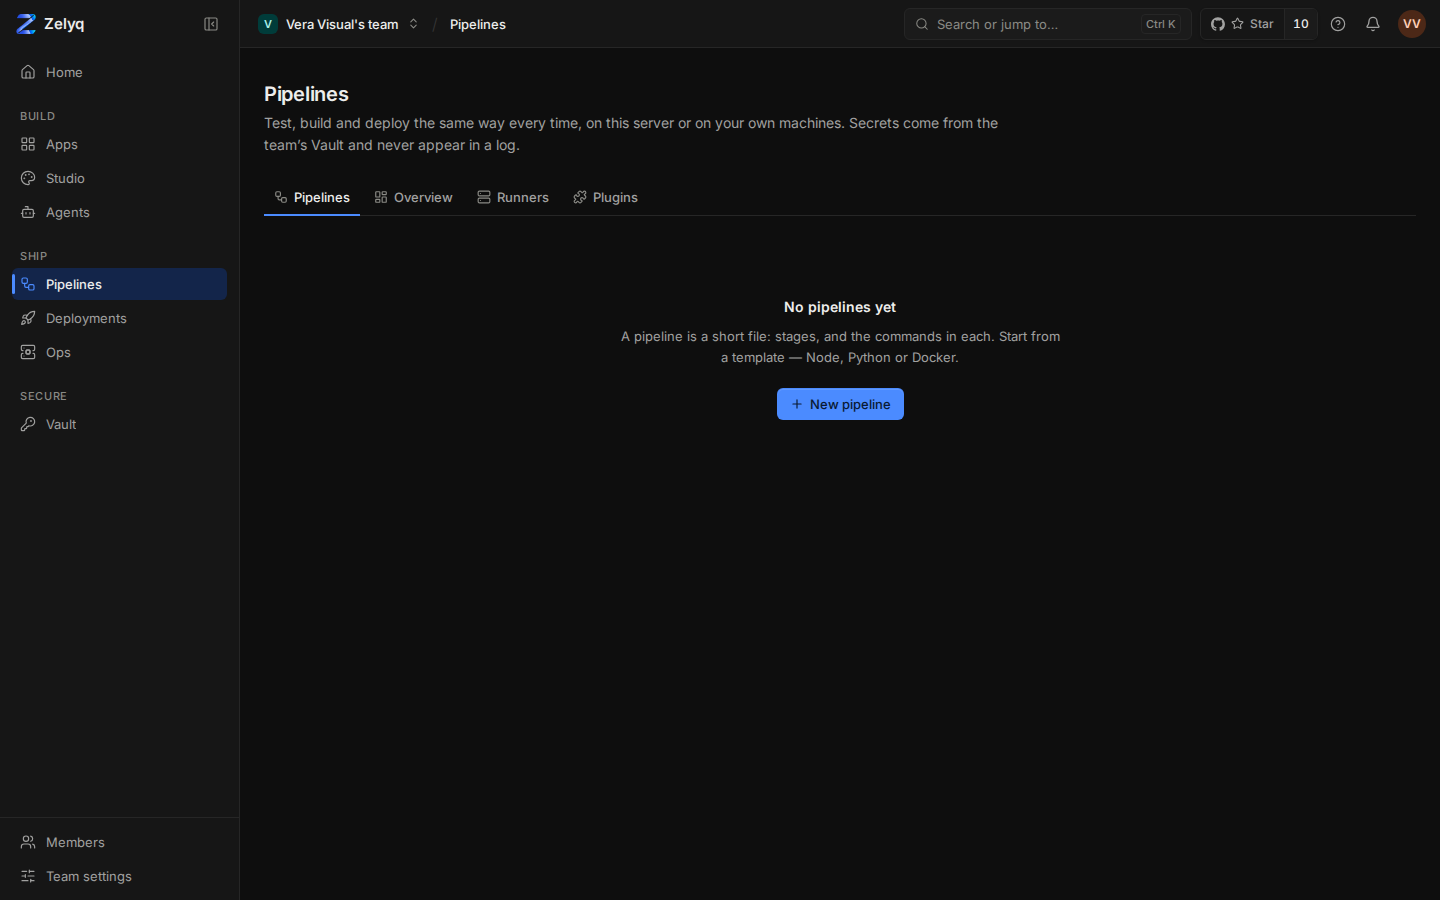 Zelyq
Vera Visual's team
/
Pipelines
Search or jump to...
Ctrl K
Star
10
VV
Home
BUILD
Apps
Studio
Agents
SHIP
Pipelines
Deployments
Ops
SECURE
Vault
Members
Team settings
Pipelines
Test, build and deploy the same way every time, on this server or on your own machines. Secrets come from the
team’s Vault and never appear in a log.
Pipelines
Overview
Runners
Plugins
No pipelines yet
A pipeline is a short file: stages, and the commands in each. Start from
a template — Node, Python or Docker.
New pipeline